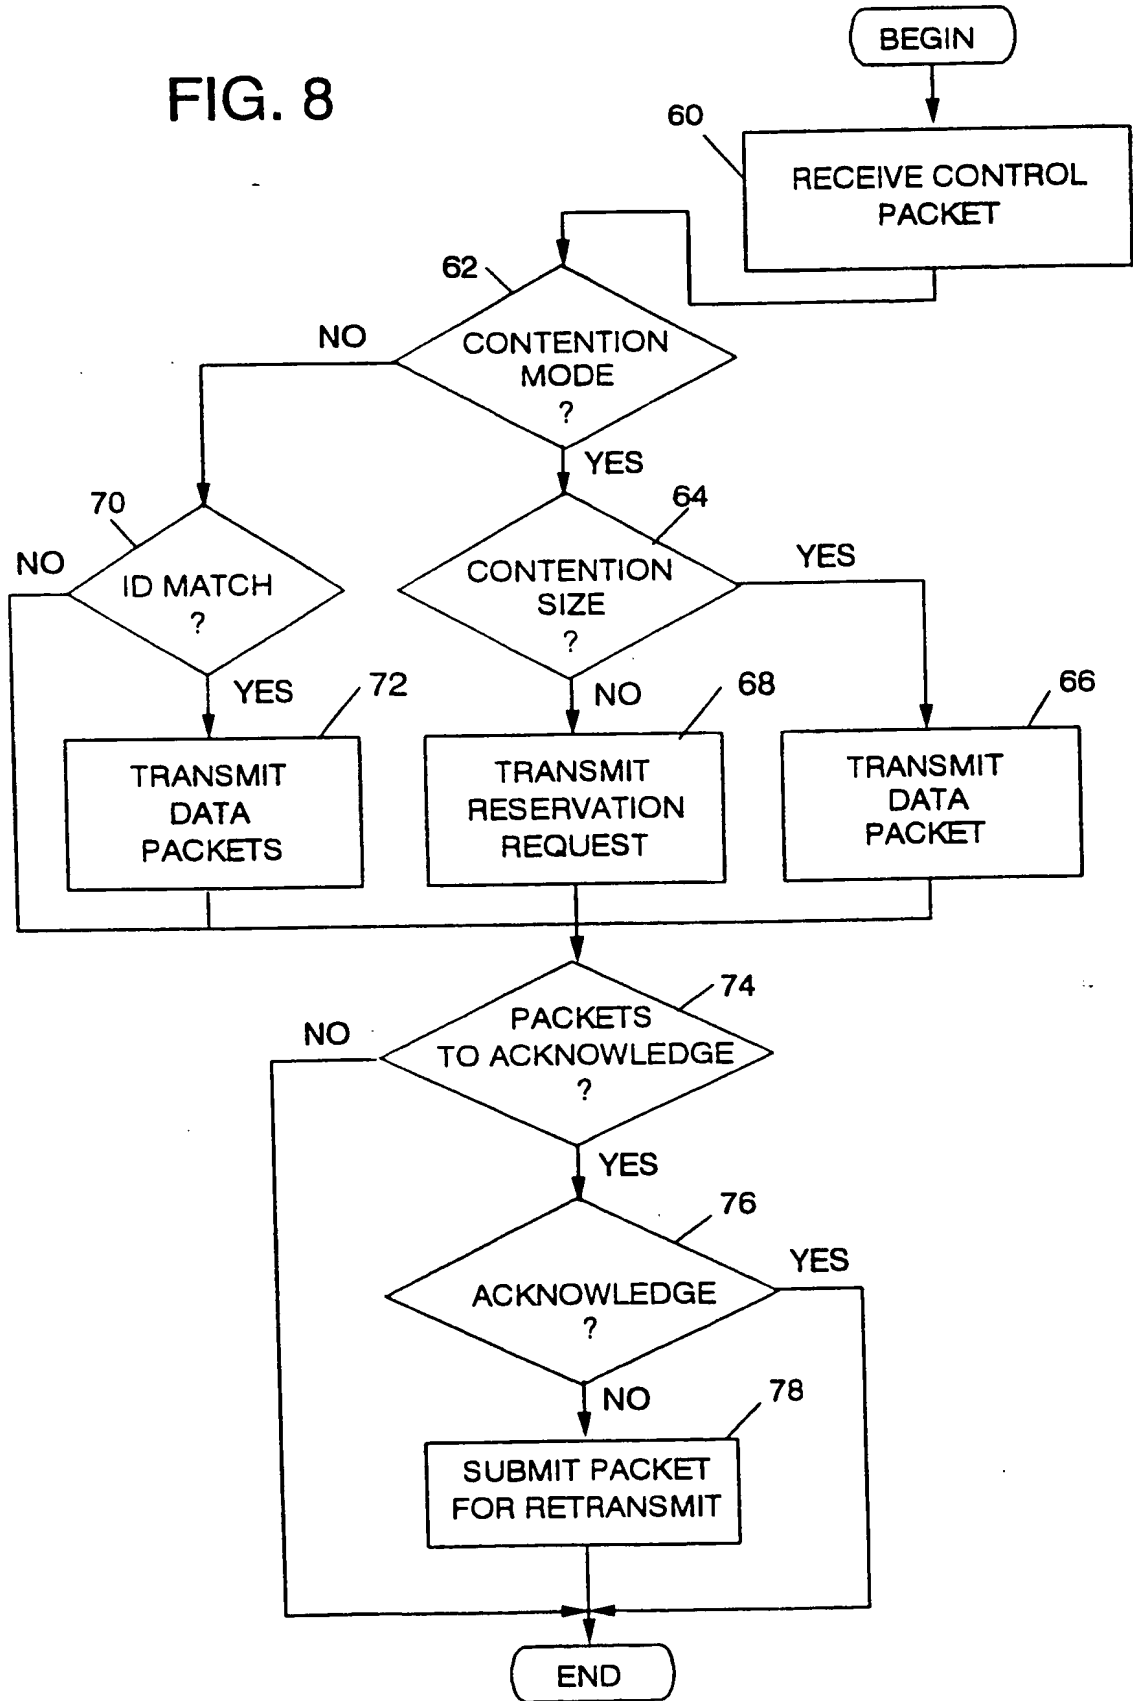 BEGIN
FIG. 8
60
RECEIVE CONTROL
PACKET
62
NO
CONTENTION
MODE
?
YES
70
64
NO
ID MATCH
?
CONTENTION
SIZE
?
YES
YES
72
NO
68
66
TRANSMIT
DATA
PACKETS
TRANSMIT
RESERVATION
REQUEST
TRANSMIT
DATA
PACKET
74
NO
PACKETS
TO ACKNOWLEDGE
?
YES
76
YES
ACKNOWLEDGE
?
NO
78
SUBMIT PACKET
FOR RETRANSMIT
END